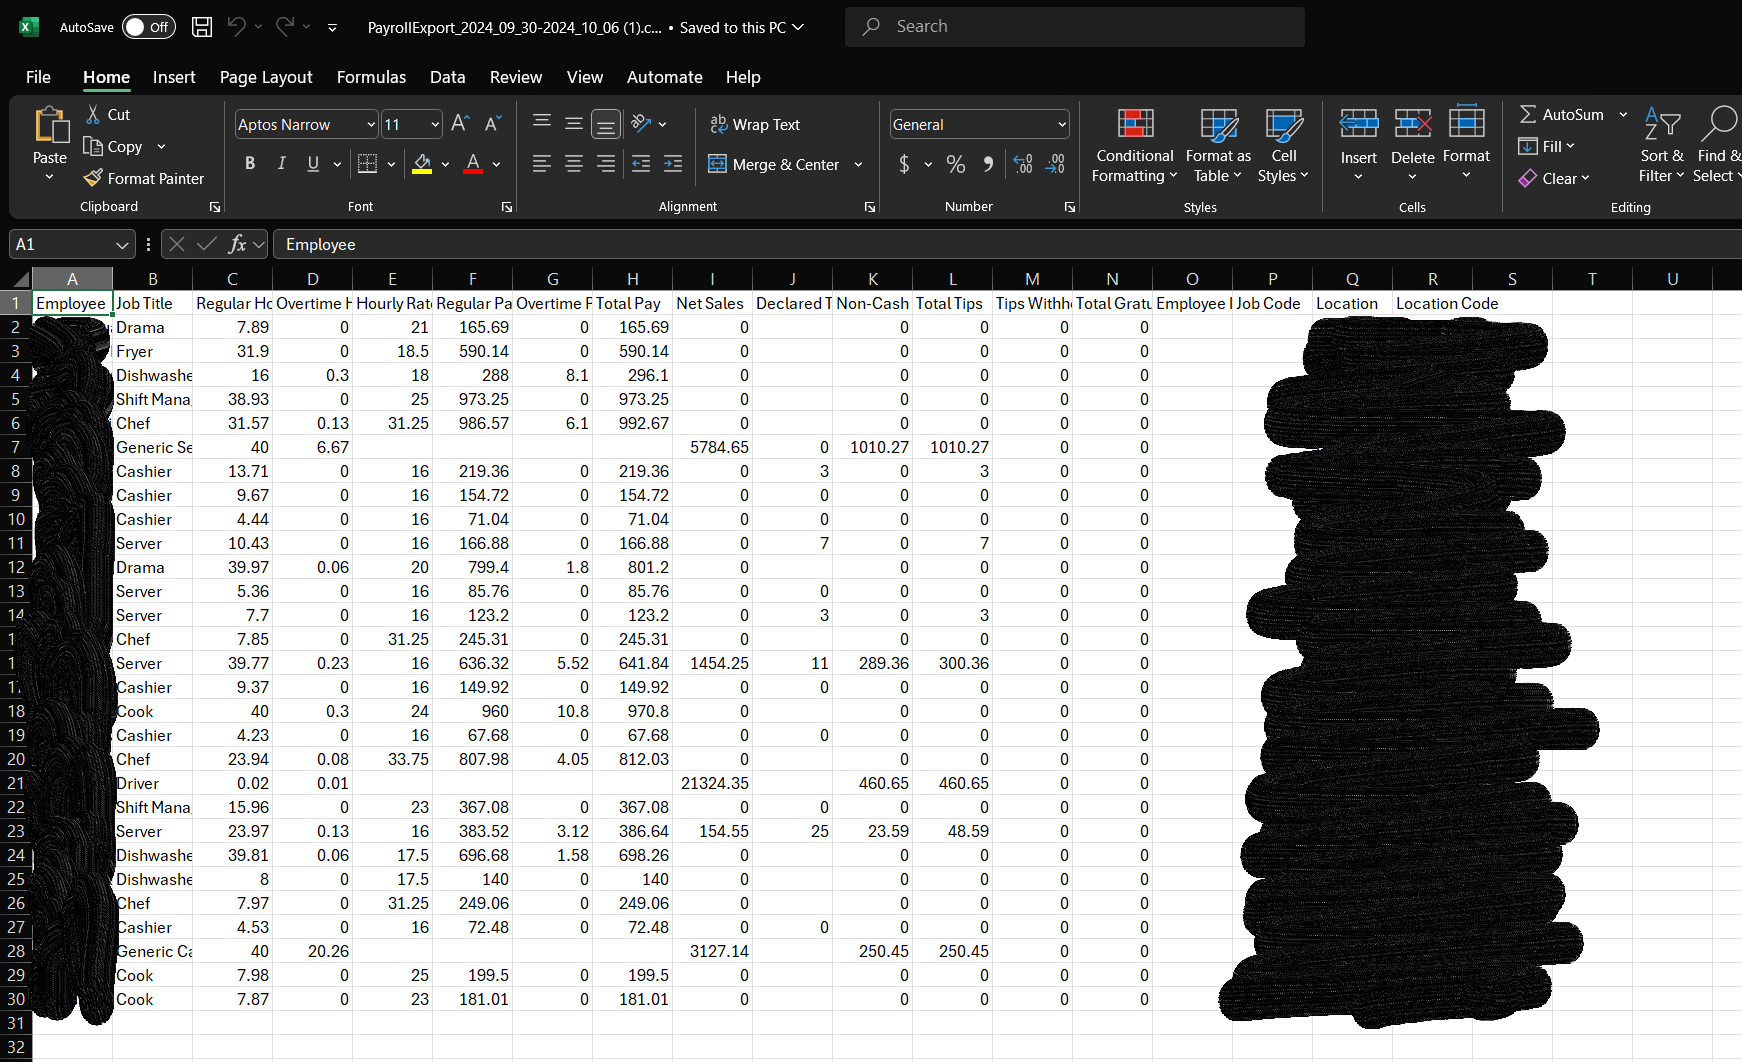 AutoSave Off PayrollExport_2024_09_30-2024_10_06 (1).c... • Saved to this PC Search
File Home Insert Page Layout Formulas Data Review View Automate Help
Paste Cut Copy Format Painter Clipboard
Aptos Narrow 11 B I U A Font
Wrap Text Merge & Center Alignment
General $ % Number
Conditional Formatting Format as Table Cell Styles Styles
Insert Delete Format Cells
AutoSum Fill Clear Sort & Filter Find & Select Editing
A1 fx Employee
A B C D E F G H I J K L M N O P Q R S T U
1 Employee Job Title Regular Ho Overtime H Hourly Rat Regular Pa Overtime P Total Pay Net Sales Declared T Non-Cash Total Tips Tips Withh Total Gratu Employee I Job Code Location Location Code
2 Drama 7.89 0 21 165.69 0 165.69 0 0 0 0 0
3 Fryer 31.9 0 18.5 590.14 0 590.14 0 0 0 0 0
4 Dishwashe 16 0.3 18 288 8.1 296.1 0 0 0 0 0
5 Shift Mana 38.93 0 25 973.25 0 973.25 0 0 0 0 0
6 Chef 31.57 0.13 31.25 986.57 6.1 992.67 0 0 0 0 0
7 Generic Se 40 6.67 5784.65 0 1010.27 1010.27 0 0
8 Cashier 13.71 0 16 219.36 0 219.36 0 3 0 3 0 0
9 Cashier 9.67 0 16 154.72 0 154.72 0 0 0 0 0 0
10 Cashier 4.44 0 16 71.04 0 71.04 0 0 0 0 0 0
11 Server 10.43 0 16 166.88 0 166.88 0 7 0 7 0 0
12 Drama 39.97 0.06 20 799.4 1.8 801.2 0 0 0 0 0
13 Server 5.36 0 16 85.76 0 85.76 0 0 0 0 0 0
14 Server 7.7 0 16 123.2 0 123.2 0 3 0 3 0 0
Chef 7.85 0 31.25 245.31 0 245.31 0 0 0 0 0
Server 39.77 0.23 16 636.32 5.52 641.84 1454.25 11 289.36 300.36 0 0
Cashier 9.37 0 16 149.92 0 149.92 0 0 0 0 0 0
18 Cook 40 0.3 24 960 10.8 970.8 0 0 0 0 0
19 Cashier 4.23 0 16 67.68 0 67.68 0 0 0 0 0 0
20 Chef 23.94 0.08 33.75 807.98 4.05 812.03 0 0 0 0 0
21 Driver 0.02 0.01 21324.35 460.65 460.65 0 0
22 Shift Mana 15.96 0 23 367.08 0 367.08 0 0 0 0 0 0
23 Server 23.97 0.13 16 383.52 3.12 386.64 154.55 25 23.59 48.59 0 0
24 Dishwashe 39.81 0.06 17.5 696.68 1.58 698.26 0 0 0 0 0
25 Dishwashe 8 0 17.5 140 0 140 0 0 0 0 0
26 Chef 7.97 0 31.25 249.06 0 249.06 0 0 0 0 0
27 Cashier 4.53 0 16 72.48 0 72.48 0 0 0 0 0 0
28 Generic Ca 40 20.26 3127.14 250.45 250.45 0 0
29 Cook 7.98 0 25 199.5 0 199.5 0 0 0 0 0
30 Cook 7.87 0 23 181.01 0 181.01 0 0 0 0 0
31
32